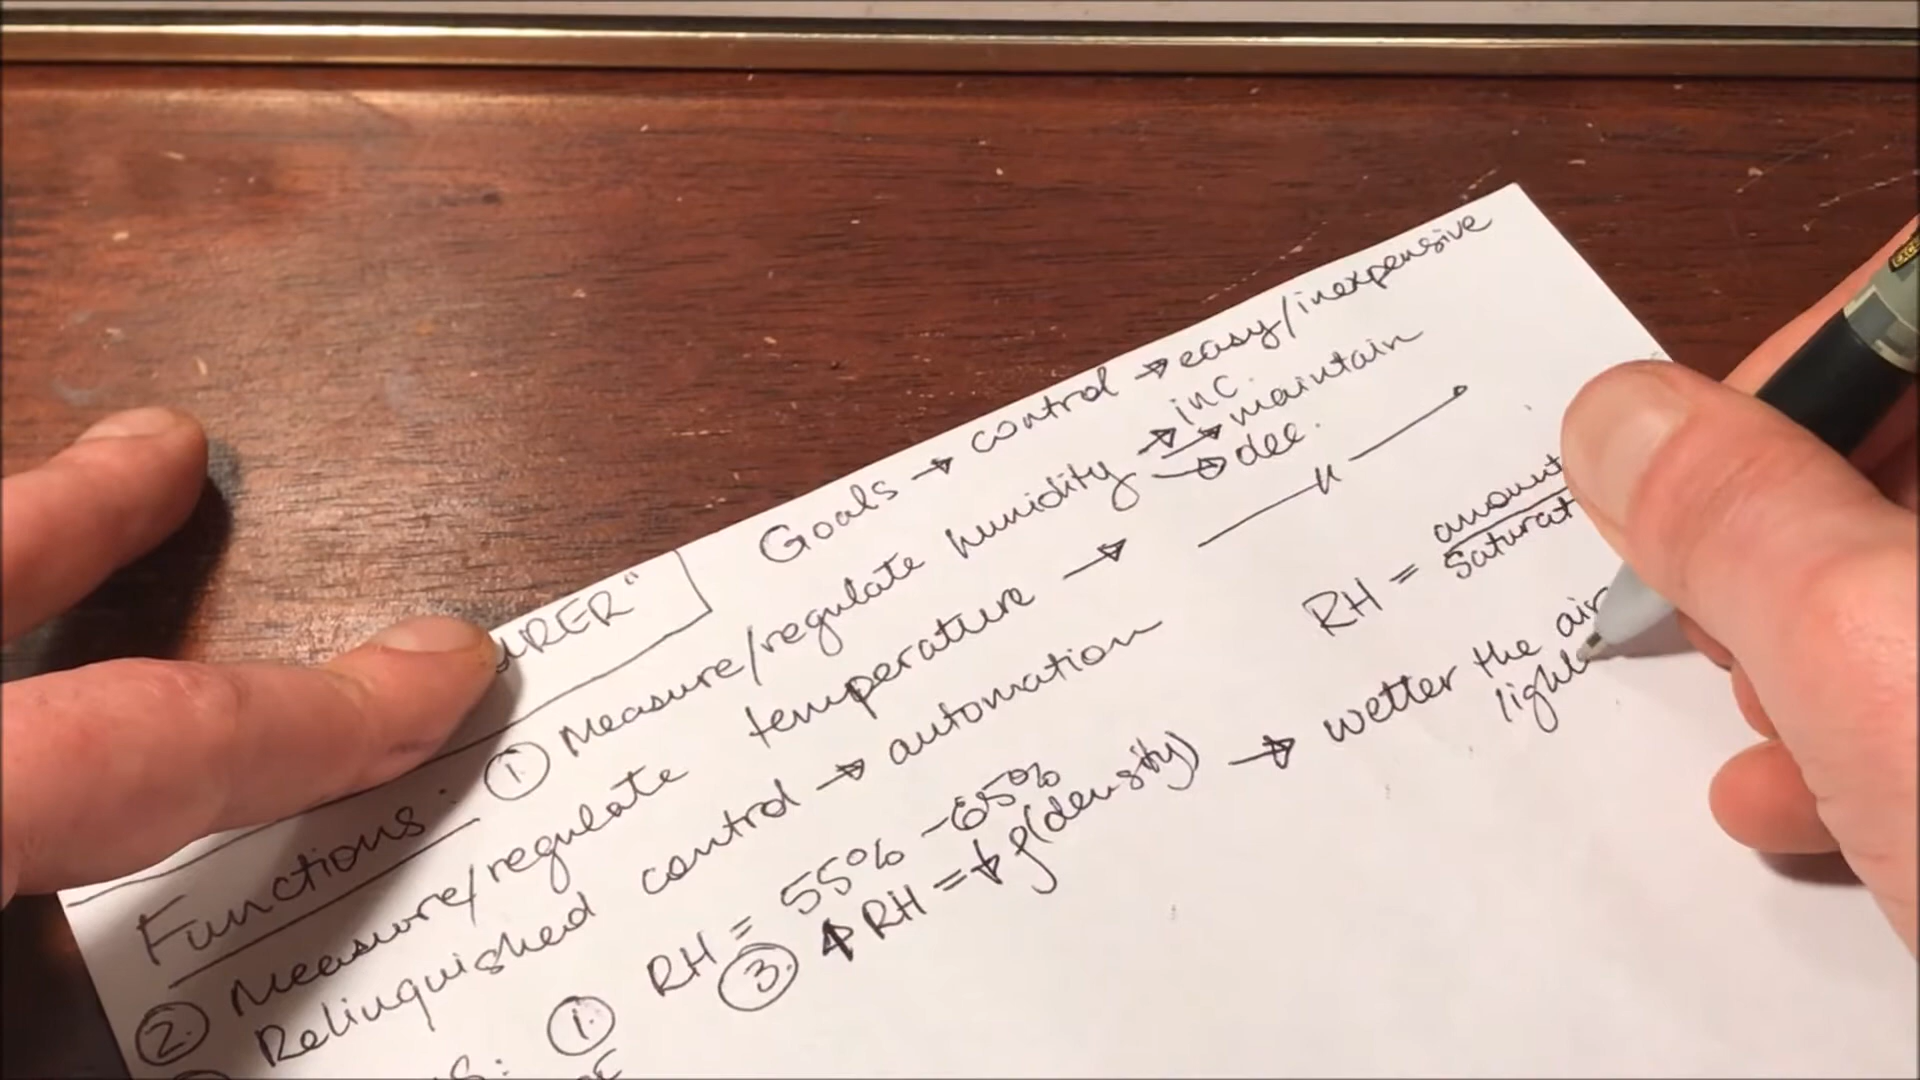 Goals → control → easy/inexpensive
URER"
Functions: ① Measure/regulate humidity → inc
→ maintain
→ dec.
② Measure/regulate temperature → —— 〃 ——
Relinquished control → automation
① RH = 55% - 65%
RH = amount
saturat
③ ↑ RH = ↓ ρ(density) → wetter the air
light